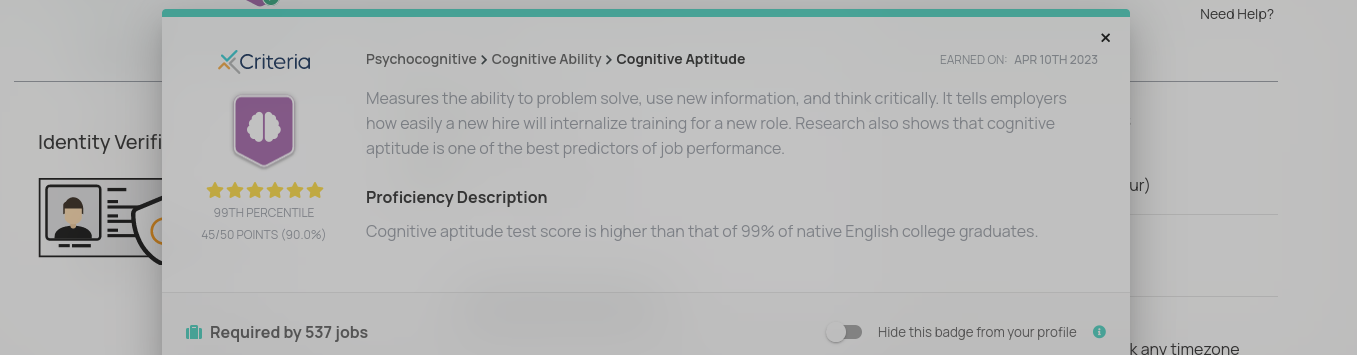 Need Help?
Criteria
Psychocognitive > Cognitive Ability > Cognitive Aptitude
EARNED ON: APR 10TH 2023
Measures the ability to problem solve, use new information, and think critically. It tells employers
how easily a new hire will internalize training for a new role. Research also shows that cognitive
aptitude is one of the best predictors of job performance.
Identity Verifi
99TH PERCENTILE
45/50 POINTS (90.0%)
Proficiency Description
Cognitive aptitude test score is higher than that of 99% of native English college graduates.
ur)
Required by 537 jobs
Hide this badge from your profile
k any timezone